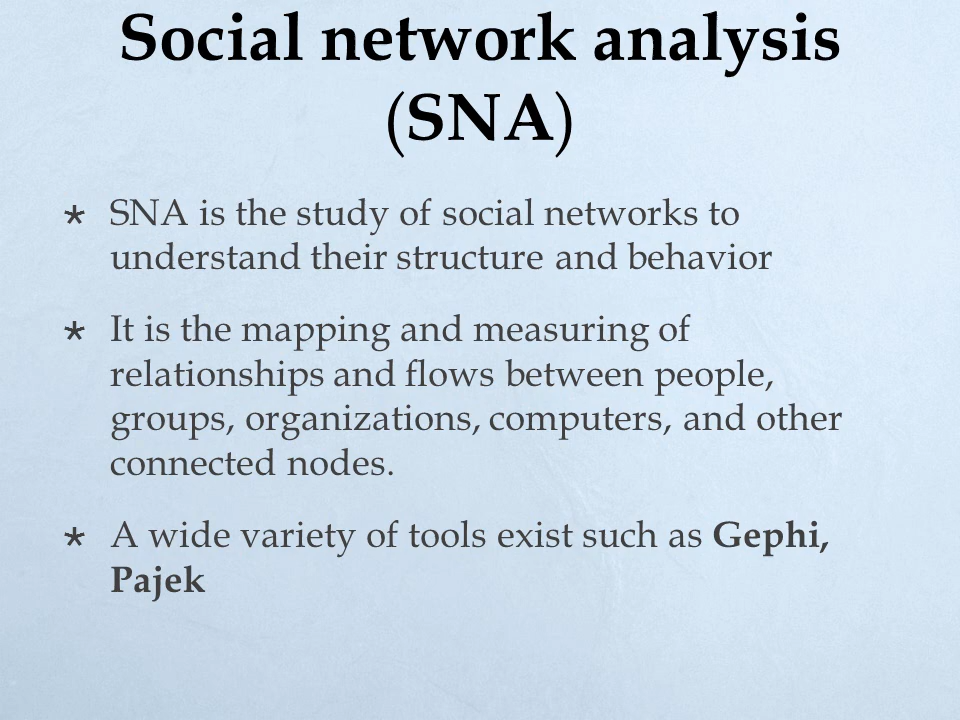 Social network analysis
(SNA)
* SNA is the study of social networks to
understand their structure and behavior
* It is the mapping and measuring of
relationships and flows between people,
groups, organizations, computers, and other
connected nodes.
* A wide variety of tools exist such as Gephi,
Pajek